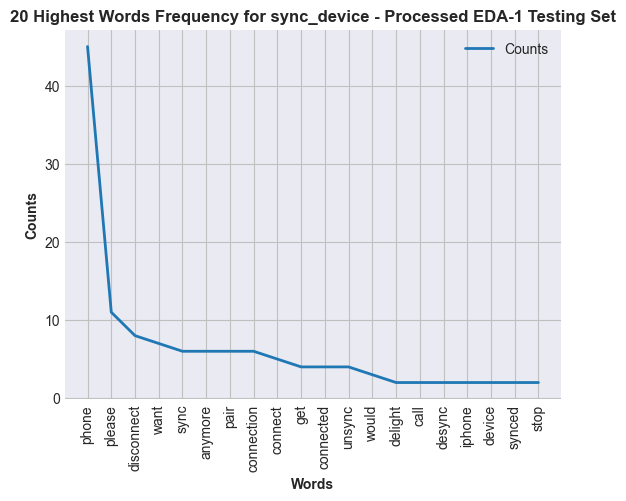 20 Highest Words Frequency for sync_device - Processed EDA-1 Testing Set
Counts
40
30
20
10
0
Counts
phone
please
disconnect
want
sync
anymore
pair
connection
connect
get
connected
unsync
would
delight
call
desync
iphone
device
synced
stop
Words